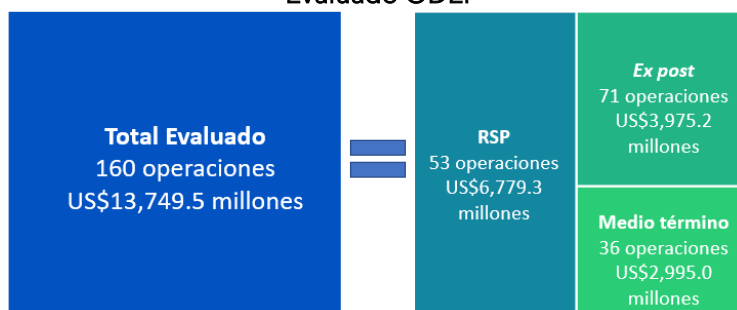 Total Evaluado
160 operaciones
US$13,749.5 millones
RSP
53 operaciones
US$6,779.3
millones
Ex post
71 operaciones
US$3,975.2
millones
Medio término
36 operaciones
US$2,995.0
millones